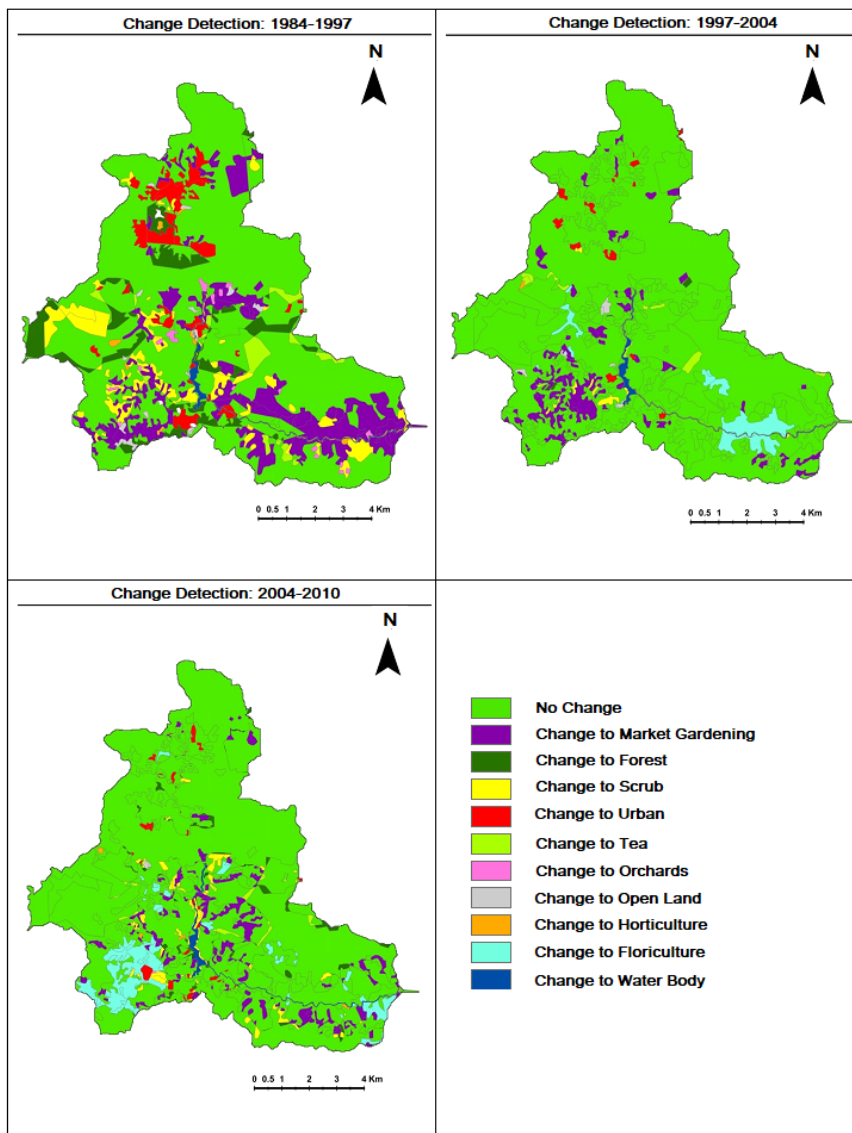 Change Detection: 1984-1997
N
0 0.5 1 2 3 4 Km
Change Detection: 1997-2004
N
0 0.5 1 2 3 4 Km
Change Detection: 2004-2010
N
0 0.5 1 2 3 4 Km
No Change
Change to Market Gardening
Change to Forest
Change to Scrub
Change to Urban
Change to Tea
Change to Orchards
Change to Open Land
Change to Horticulture
Change to Floriculture
Change to Water Body